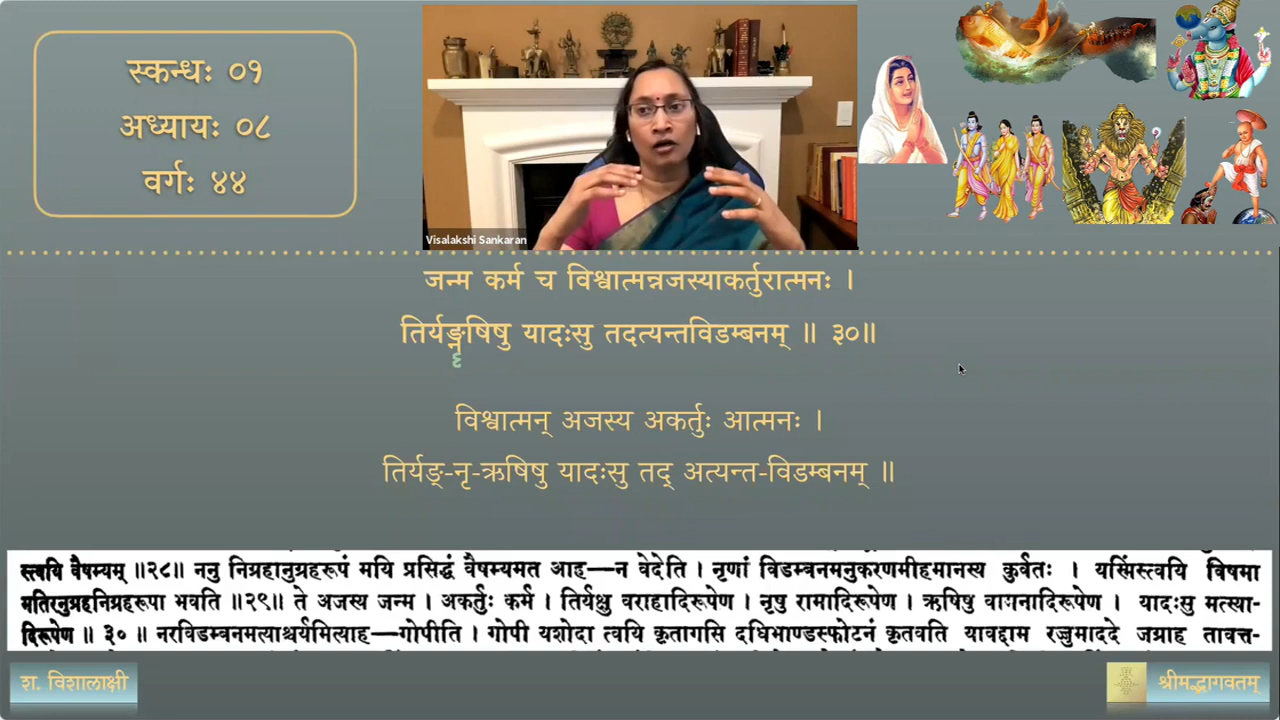 स्कन्धः ०१
अध्यायः ०८
वर्गः ४४
Visalakshi Sankaran
जन्म कर्म च विश्वात्मन्नजस्याकर्तुरात्मनः ।
तिर्यङ्नृषिषु यादःसु तदत्यन्तविडम्बनम् ॥ ३०॥
विश्वात्मन् अजस्य अकर्तुः आत्मनः ।
तिर्यङ्-नृ-ऋषिषु यादःसु तद् अत्यन्त-विडम्बनम् ॥
स्त्वयि वैषम्यम् ॥२८॥ ननु निग्रहानुग्रहरूपं मयि प्रसिद्धं वैषम्यमत आह—न वेदेति । नृणां विडम्बनमनुकरणमीहमानस्य कुर्वतः । यस्मिंस्त्वयि विषमा
मतिरनुग्रहनिग्रहरूपा भवति ॥२९॥ ते अजस्य जन्म । अकर्तुः कर्म । तिर्यक्षु वराहादिरूपेण । नृषु रामादिरूपेण । ऋषिषु वामनादिरूपेण । यादःसु मत्स्या-
दिरूपेण ॥ ३० ॥ नरविडम्बनमत्याश्चर्यमित्याह—गोपीति । गोपी यशोदा त्वयि कृतागसि दधिभाण्डस्फोटनं कृतवति यावद्दाम रज्जुमाददे जग्राह तावत्त-
श. विशालाक्षी
श्रीमद्भागवतम्